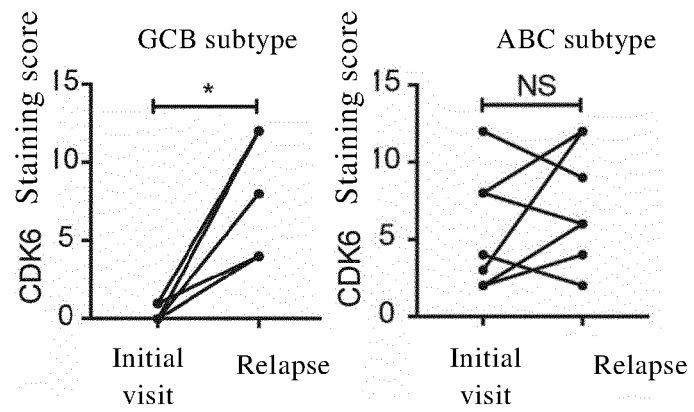 GCB subtype
CDK6 Staining score
15
10
5
0
*
Initial
visit
Relapse
ABC subtype
CDK6 Staining score
15
10
5
0
NS
Initial
visit
Relapse